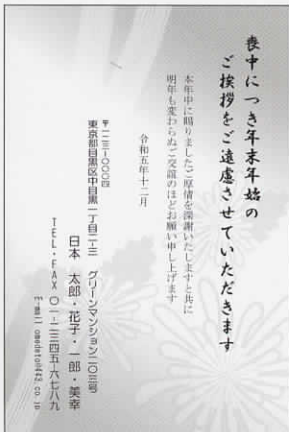 喪中につき年末年始の
ご挨拶をご遠慮させていただきます
本年中に賜りましたご厚情を深謝いたしますと共に
明年も変わらぬご交誼のほどお願い申し上げます
令和五年十二月
〒一二三-〇〇〇四
東京都目黒区中目黒一丁目二-三 グリーンマンション二〇三号
日本 太郎・花子・一郎・美幸
TEL・FAX 〇一-二三四五-六七八九
E-mail omedeto@443.co.jp